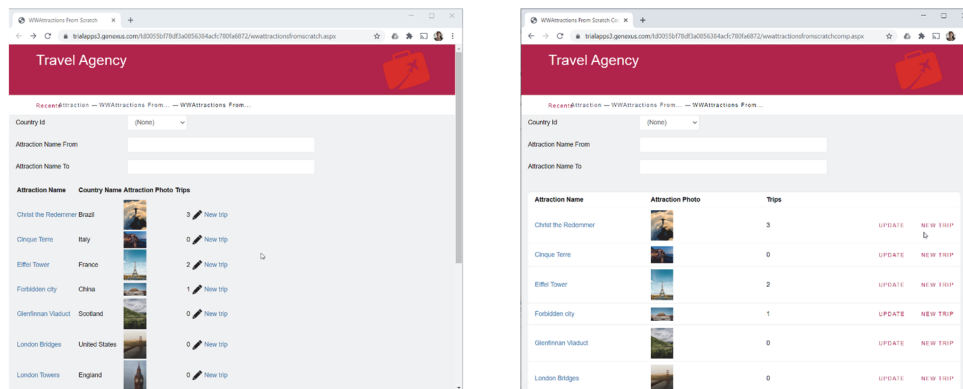 WWAttractions From Scratch
trialapps3.genexus.com/Id0055bf78df3a0856384acfc780fa6872/wwattractionsfromscratch.aspx
Travel Agency
Recents Attraction — WWAttractions From... — WWAttractions From...
Country Id (None)
Attraction Name From
Attraction Name To
Attraction Name Country Name Attraction Photo Trips
Christ the Redemmer Brazil 3 New trip
Cinque Terre Italy 0 New trip
Eiffel Tower France 2 New trip
Forbidden city China 1 New trip
Glenfinnan Viaduct Scotland 0 New trip
London Bridges United States 0 New trip
London Towers England 0 New trip
WWAttractions From Scratch Co
trialapps3.genexus.com/Id0055bf78df3a0856384acfc780fa6872/wwattractionsfromscratchcomp.aspx
Travel Agency
Recents Attraction — WWAttractions From... — WWAttractions From...
Country Id (None)
Attraction Name From
Attraction Name To
Attraction Name Attraction Photo Trips
Christ the Redemmer 3 UPDATE NEW TRIP
Cinque Terre 0 UPDATE NEW TRIP
Eiffel Tower 2 UPDATE NEW TRIP
Forbidden city 1 UPDATE NEW TRIP
Glenfinnan Viaduct 0 UPDATE NEW TRIP
London Bridges 0 UPDATE NEW TRIP